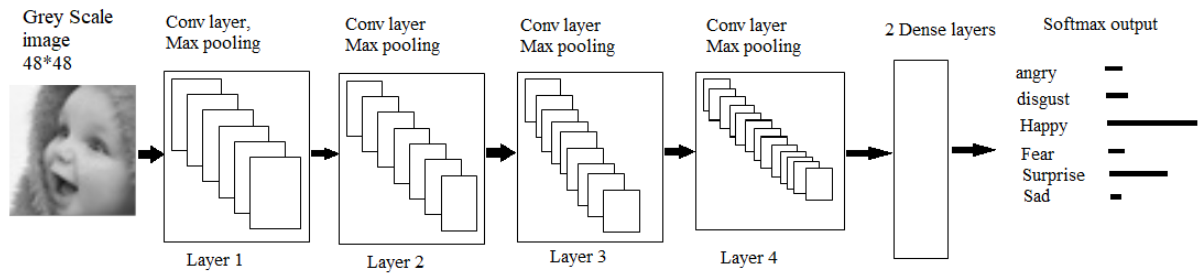 Grey Scale
image
48*48
Conv layer,
Max pooling
Conv layer
Max pooling
Conv layer
Max pooling
Conv layer
Max pooling
2 Dense layers
Softmax output
angry
disgust
Happy
Fear
Surprise
Sad
Layer 1
Layer 2
Layer 3
Layer 4